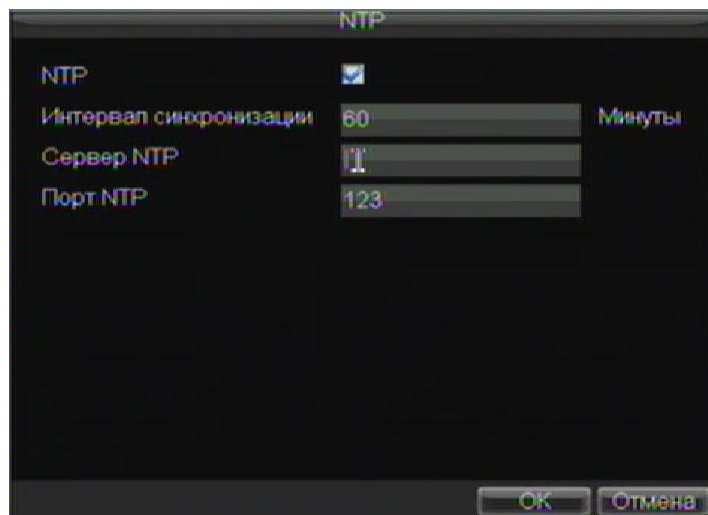 NTP
NTP
Интервал синхронизации 60 Минуты
Сервер NTP
Порт NTP 123
OK Отмена